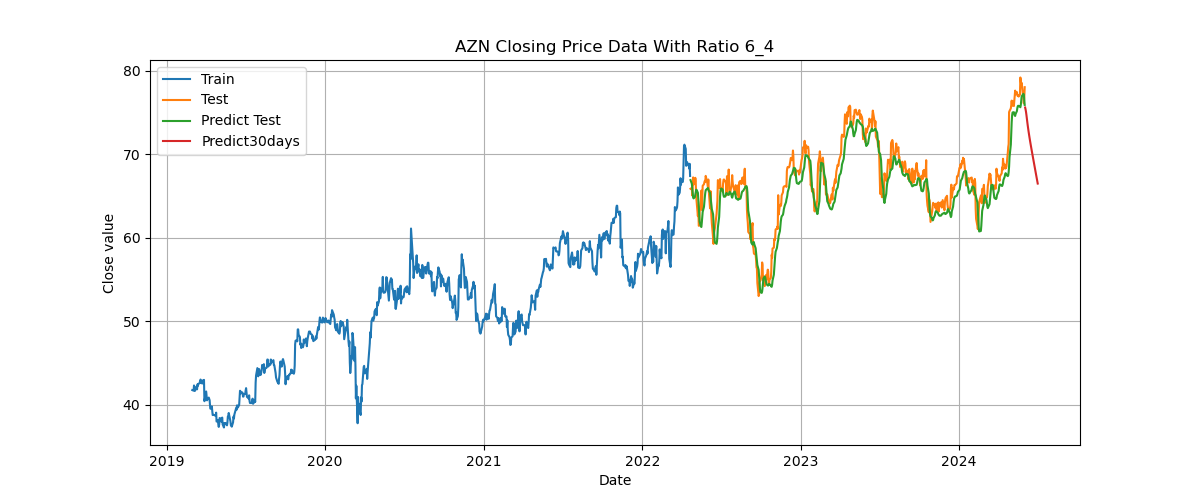 AZN Closing Price Data With Ratio 6_4
Train
Test
Predict Test
Predict30days
Close value
80
70
60
50
40
2019 2020 2021 2022 2023 2024
Date